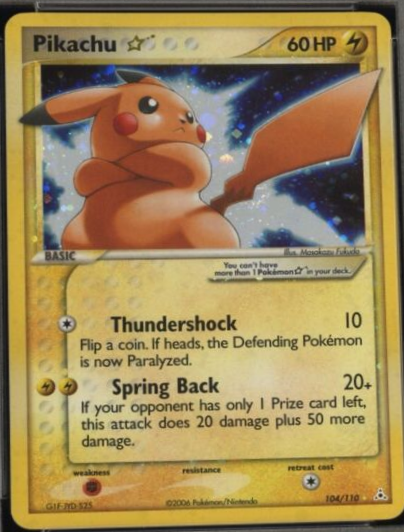 Pikachu ☆ 60 HP
BASIC Illus. Masakazu Fukuda
You can't have
more than 1 Pokémon☆ in your deck.
Thundershock 10
Flip a coin. If heads, the Defending Pokémon
is now Paralyzed.
Spring Back 20+
If your opponent has only 1 Prize card left,
this attack does 20 damage plus 50 more
damage.
weakness resistance retreat cost
©2006 Pokémon/Nintendo 104/110